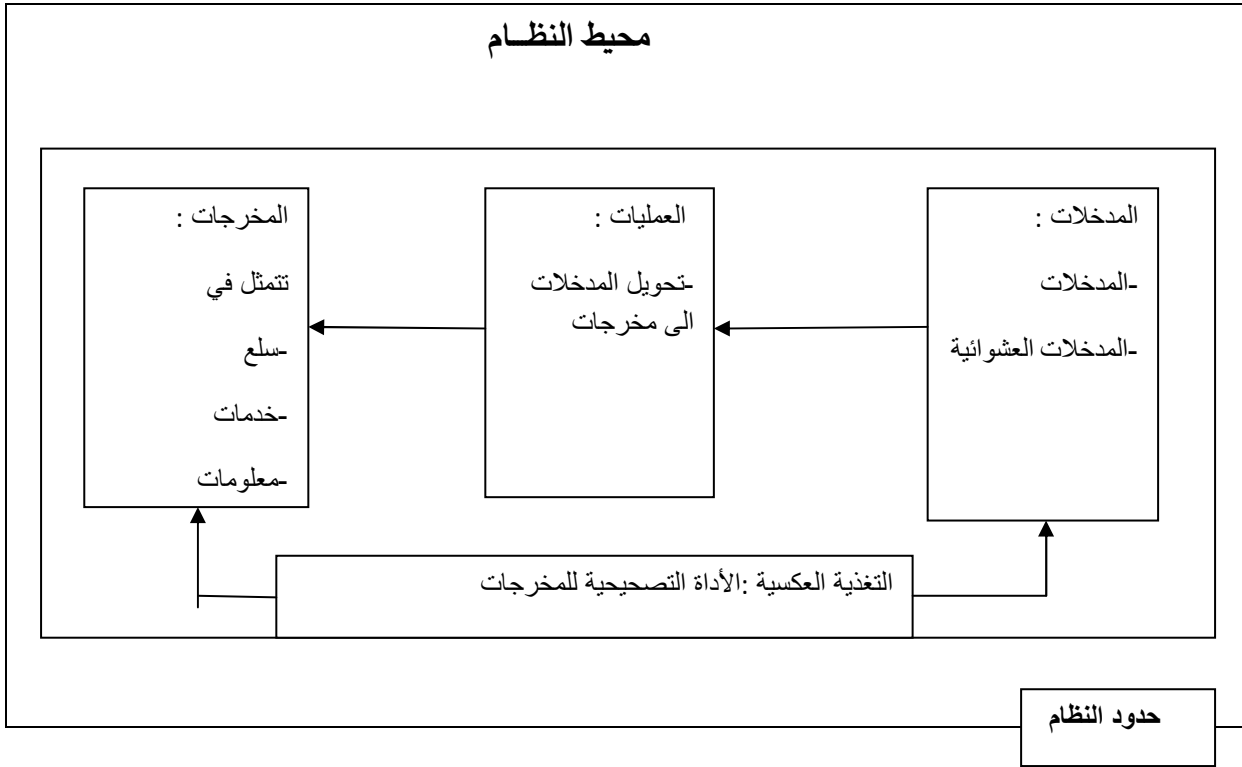 محيط النظــام
المدخلات :
-المدخلات
-المدخلات العشوائية
العمليات :
-تحويل المدخلات
الى مخرجات
المخرجات :
تتمثل في
-سلع
-خدمات
-معلومات
التغذية العكسية :الأداة التصحيحية للمخرجات
حدود النظام